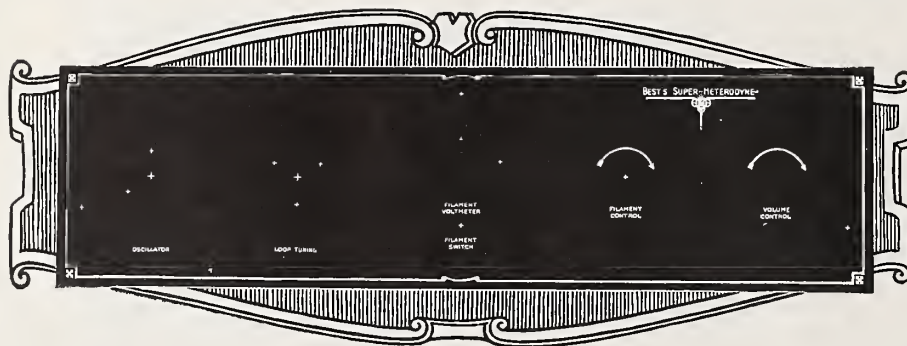 BEST'S SUPER-HETERODYNE
OSCILLATOR
LOOP TUNING
FILAMENT
VOLTMETER
FILAMENT
SWITCH
FILAMENT
CONTROL
VOLUME
CONTROL